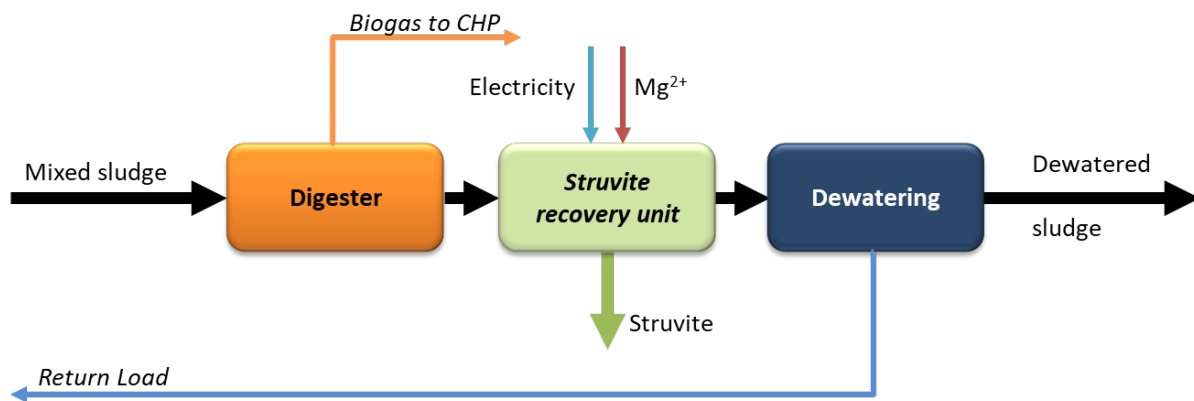 Biogas to CHP
Electricity
Mg²⁺
Mixed sludge
Digester
Struvite
recovery unit
Dewatering
Dewatered
sludge
Struvite
Return Load